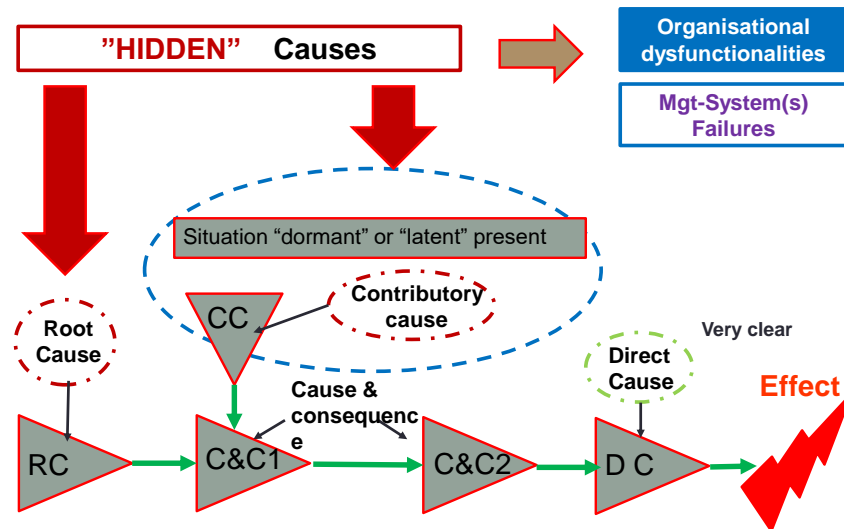 ”HIDDEN” Causes
Organisational
dysfunctionalities
Mgt-System(s)
Failures
Situation “dormant” or “latent” present
CC
Contributory
cause
Root
Cause
Very clear
Direct
Cause
Effect
Cause &
consequenc
e
RC
C&C1
C&C2
D C